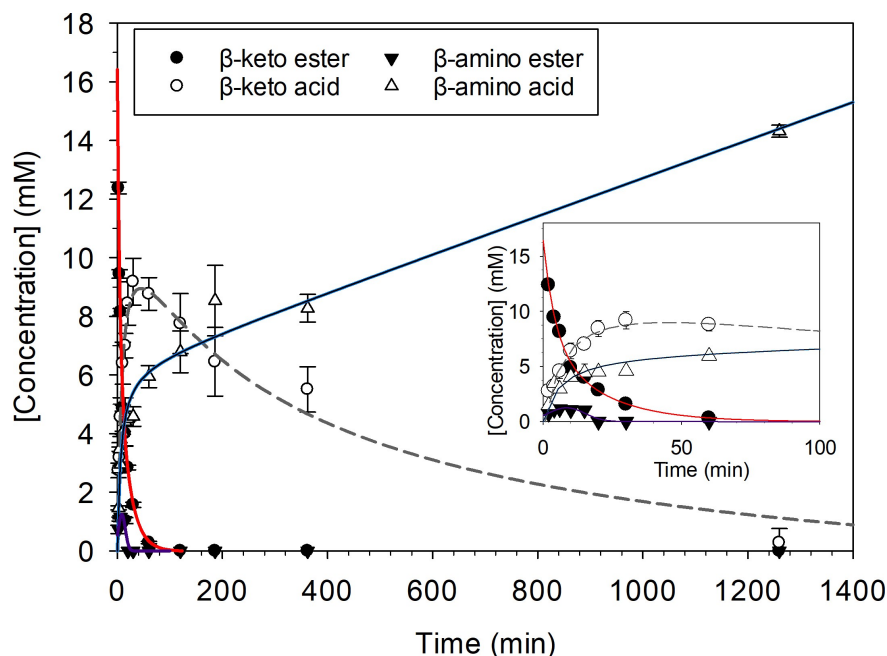 18
16
14
12
10
8
6
4
2
0
[Concentration] (mM)
β-keto ester
β-amino ester
β-keto acid
β-amino acid
15
10
5
0
[Concentration] (mM)
0 50 100
Time (min)
0 200 400 600 800 1000 1200 1400
Time (min)